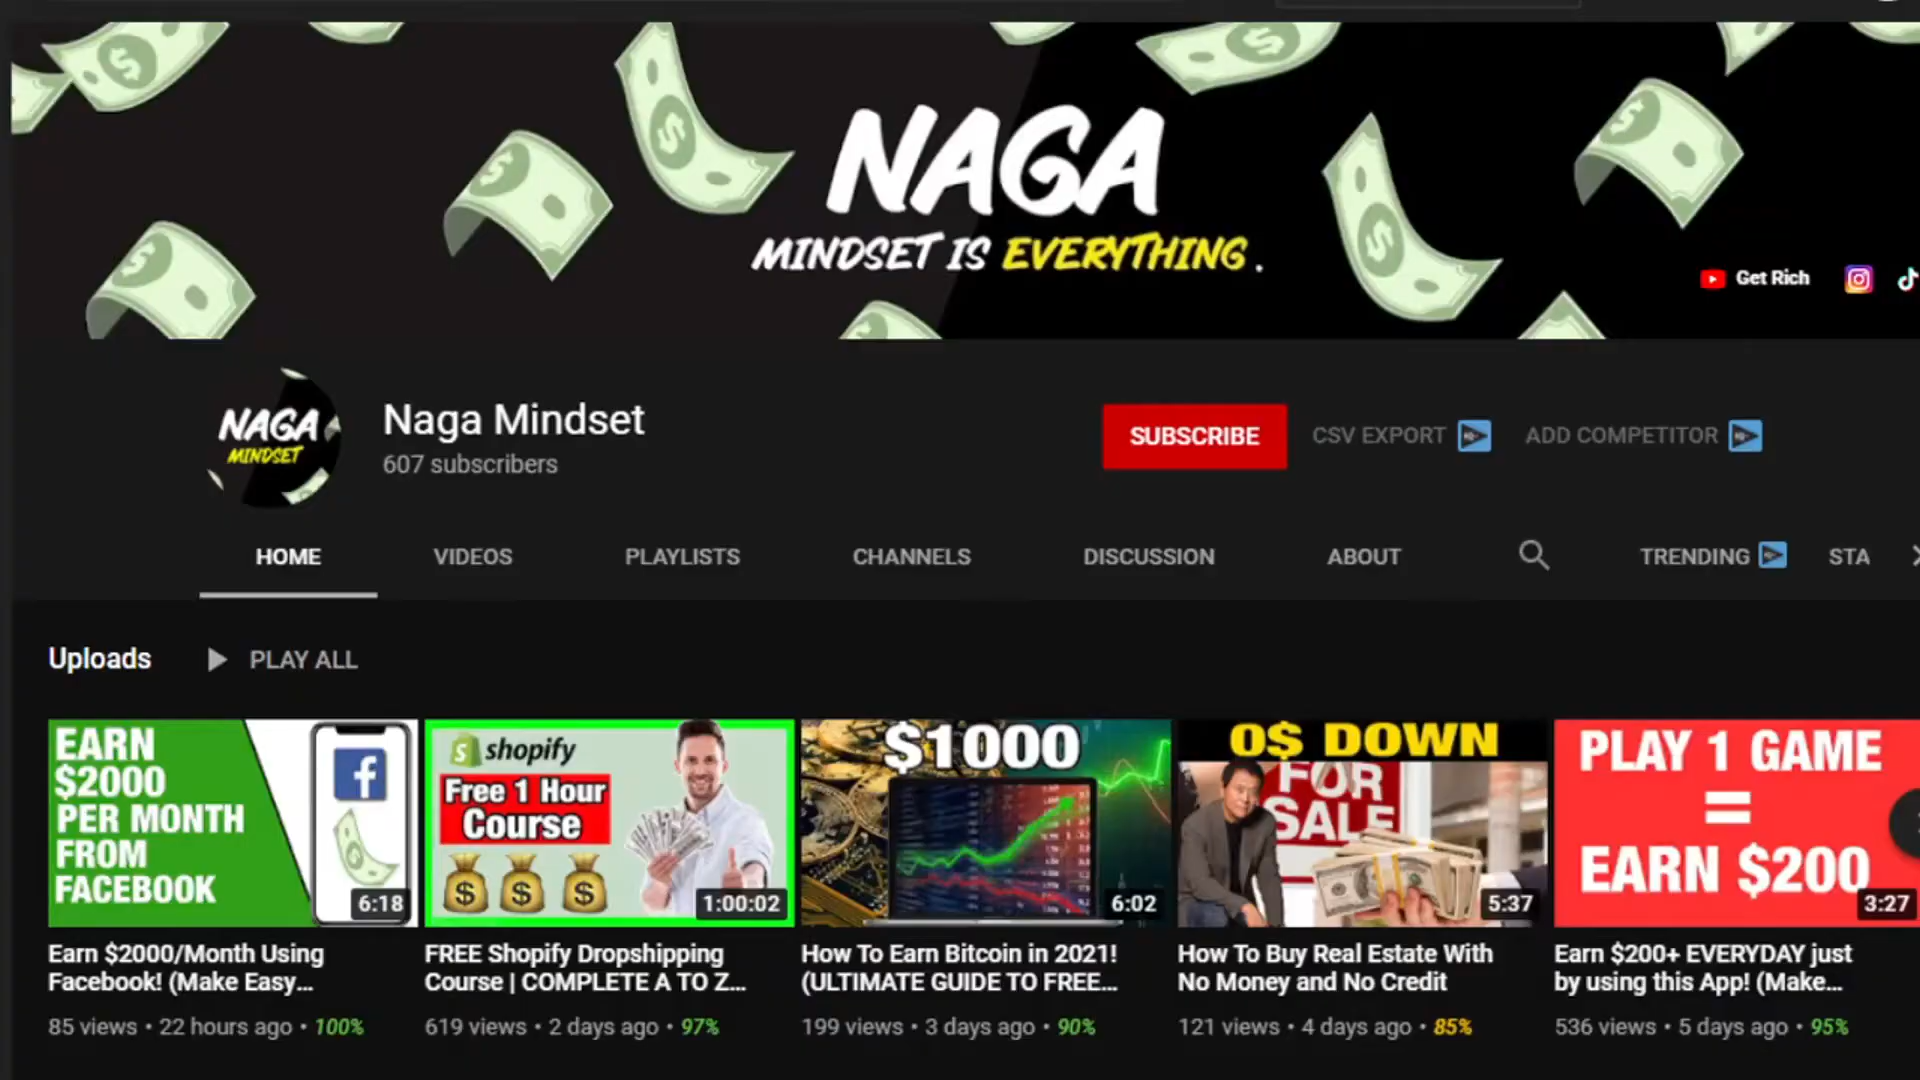 NAGA
MINDSET IS EVERYTHING.
Get Rich
NAGA
MINDSET
Naga Mindset
607 subscribers
SUBSCRIBE
CSV EXPORT
ADD COMPETITOR
HOME
VIDEOS
PLAYLISTS
CHANNELS
DISCUSSION
ABOUT
TRENDING
STA
Uploads
PLAY ALL
EARN
$2000
PER MONTH
FROM
FACEBOOK
6:18
shopify
Free 1 Hour
Course
1:00:02
$1000
6:02
0$ DOWN
FOR
SALE
5:37
PLAY 1 GAME
=
EARN $200
3:27
Earn $2000/Month Using
Facebook! (Make Easy...
85 views • 22 hours ago • 100%
FREE Shopify Dropshipping
Course | COMPLETE A TO Z...
619 views • 2 days ago • 97%
How To Earn Bitcoin in 2021!
(ULTIMATE GUIDE TO FREE...
199 views • 3 days ago • 90%
How To Buy Real Estate With
No Money and No Credit
121 views • 4 days ago • 85%
Earn $200+ EVERYDAY just
by using this App! (Make...
536 views • 5 days ago • 95%